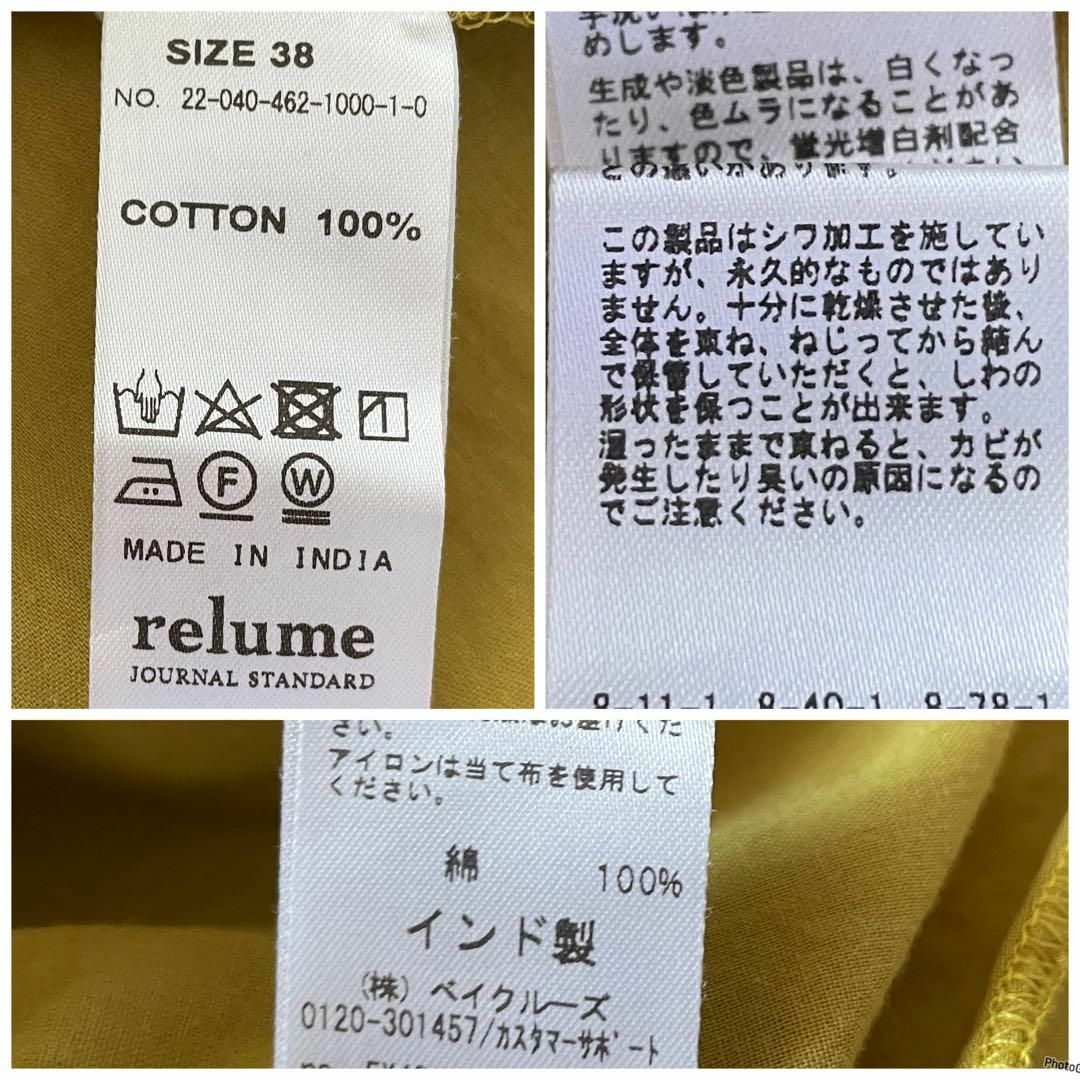 SIZE 38
NO. 22-040-462-1000-1-0
COTTON 100%
F
W
MADE IN INDIA
relume
JOURNAL STANDARD
めします。
生成や淡色製品は、白くなっ
たり、色ムラになることがあ
りますので、蛍光増白剤配合
この製品はシワ加工を施してい
ますが、永久的なものではあり
ません。十分に乾燥させた後、
全体を束ね、ねじってから結ん
で保管していただくと、しわの
形状を保つことが出来ます。
湿ったままで束ねると、カビが
発生したり臭いの原因になるの
でご注意ください。
8-11-1 8-40-1 8-78-1
さい。
アイロンは当て布を使用して
ください。
綿 100%
インド製
(株) ベイクルーズ
0120-301457/カスタマーサポート